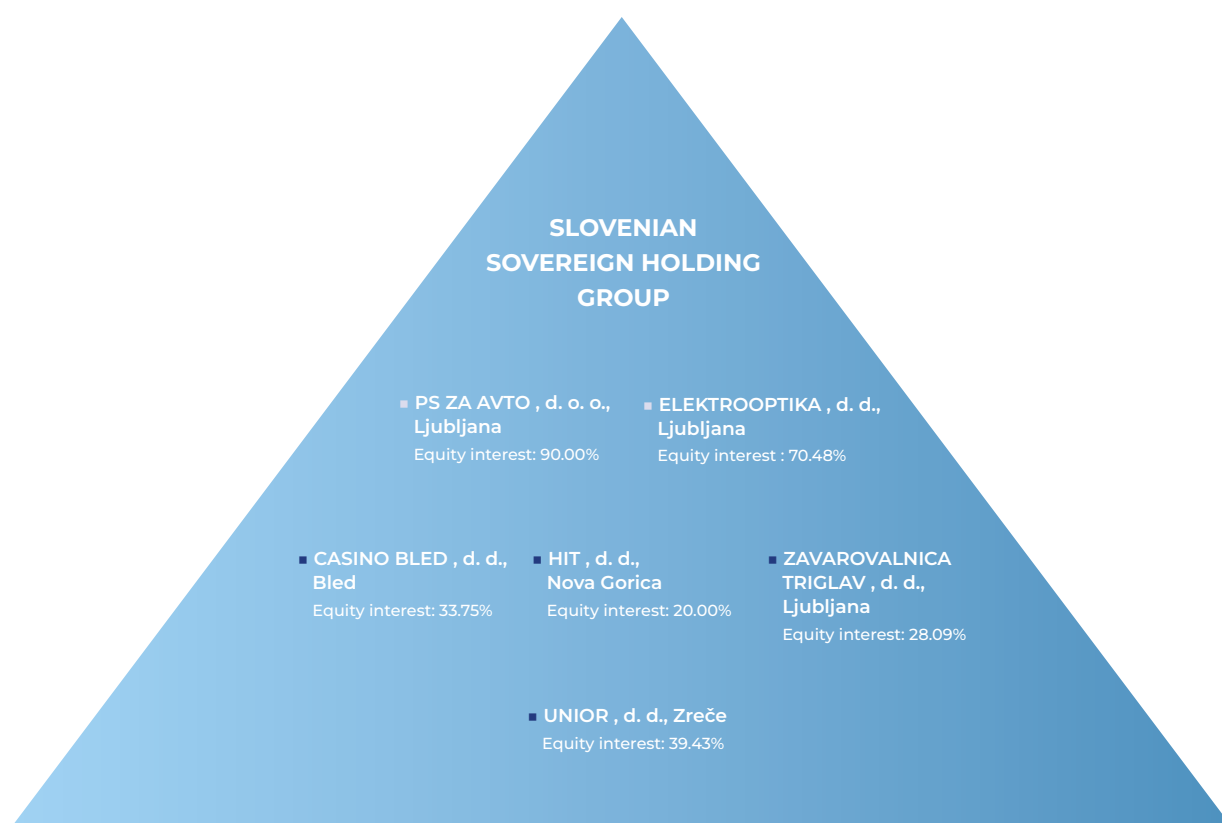 SLOVENIAN
SOVEREIGN HOLDING
GROUP
PS ZA AVTO , d. o. o.,
Ljubljana
Equity interest: 90.00%
ELEKTROOPTIKA , d. d.,
Ljubljana
Equity interest : 70.48%
CASINO BLED , d. d.,
Bled
Equity interest: 33.75%
HIT , d. d.,
Nova Gorica
Equity interest: 20.00%
ZAVAROVALNICA
TRIGLAV , d. d.,
Ljubljana
Equity interest: 28.09%
UNIOR , d. d., Zreče
Equity interest: 39.43%